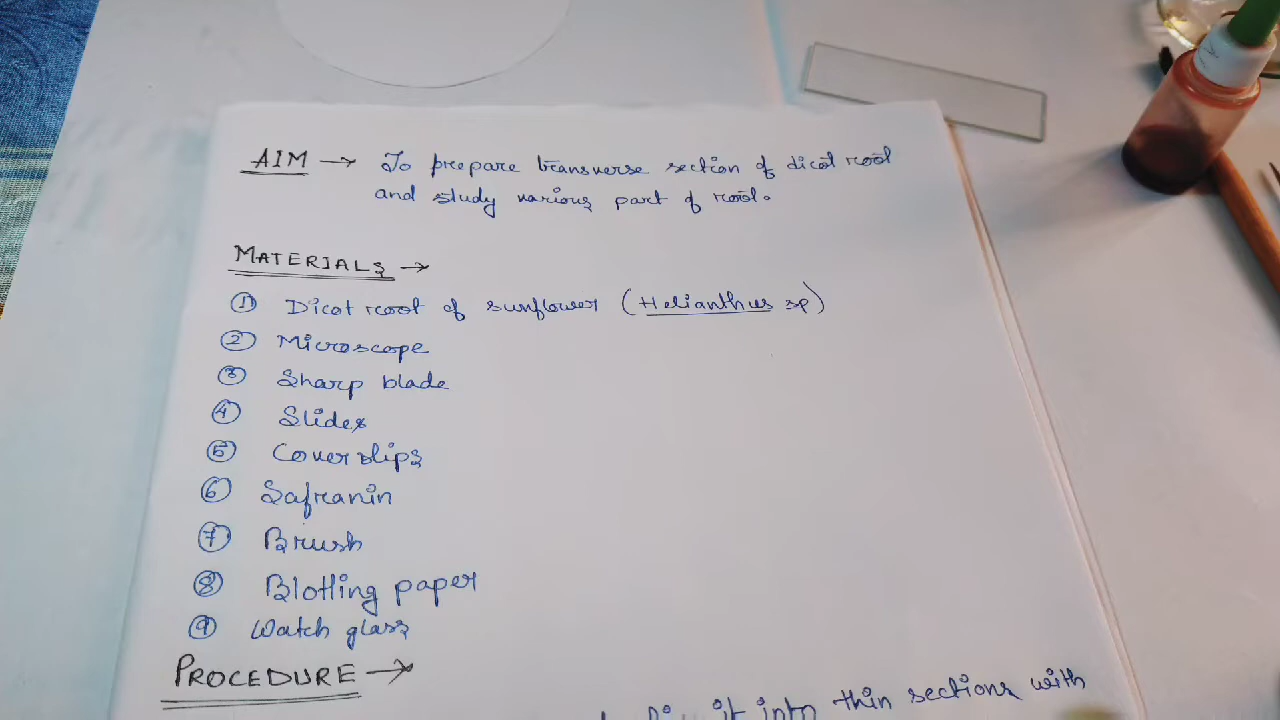 AIM → To prepare transverse section of dicot root
and study various part of root.
MATERIALS →
① Dicot root of sunflower (Helianthus sp)
② Microscope
③ Sharp blade
④ Slides
⑤ Coverslips
⑥ Safranin
⑦ Brush
⑧ Blotting paper
⑨ Watch glass
PROCEDURE →
it into thin sections with